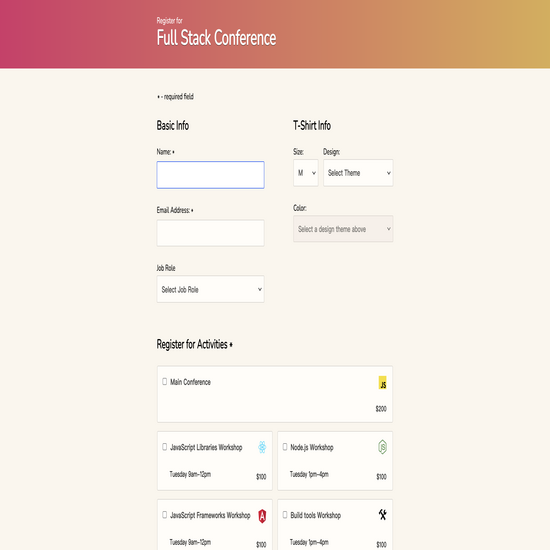 Register for
Full Stack Conference
* - required field
Basic Info
Name: *
Email Address: *
Job Role
Select Job Role
T-Shirt Info
Size:
Design:
M
Select Theme
Color:
Select a design theme above
Register for Activities *
Main Conference
JS
$200
JavaScript Libraries Workshop
Tuesday 9am–12pm
$100
Node.js Workshop
Tuesday 1pm–4pm
$100
JavaScript Frameworks Workshop
Tuesday 9am–12pm
$100
Build tools Workshop
Tuesday 1pm–4pm
$100